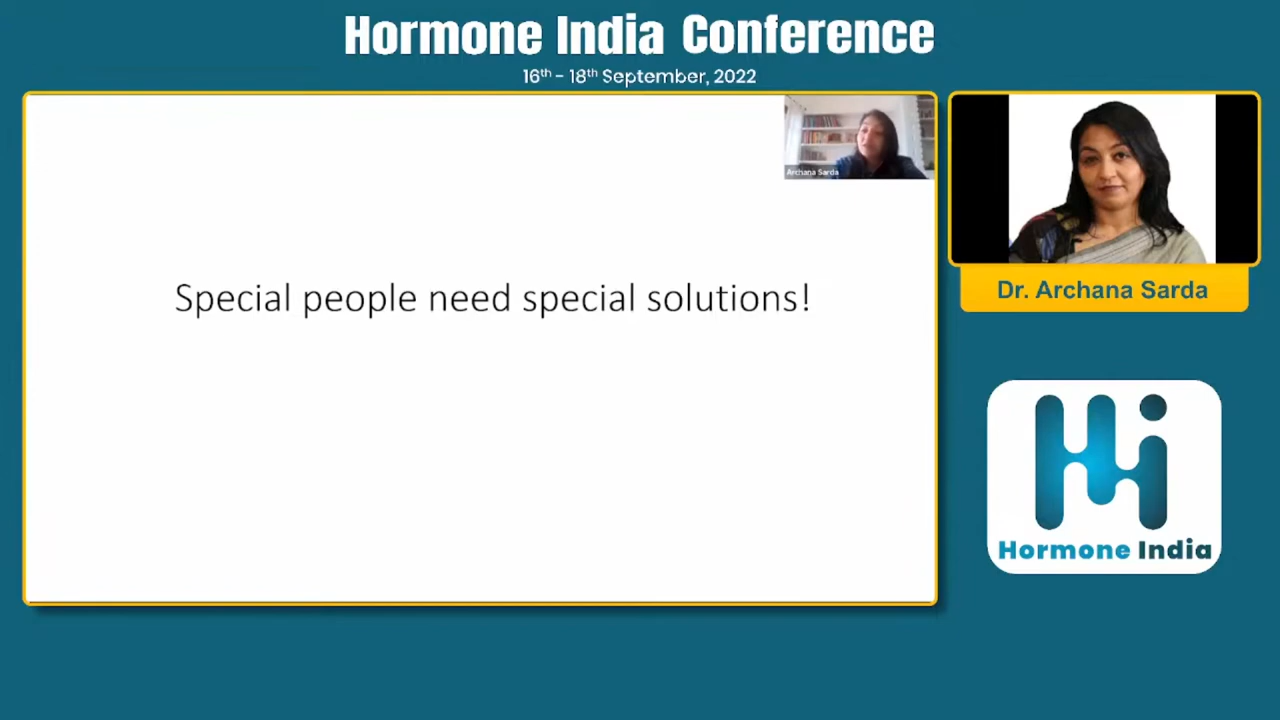 Hormone India Conference
16th - 18th September, 2022
Archana Sarda
Special people need special solutions!
Dr. Archana Sarda
Hi
Hormone India